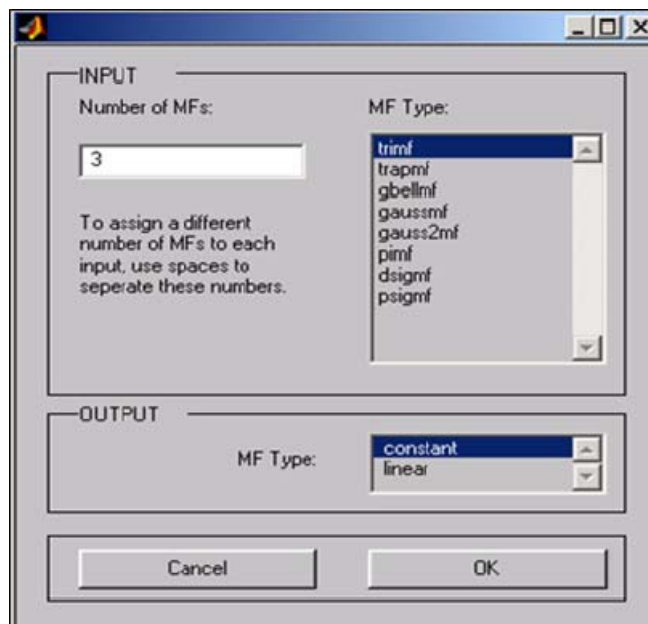 INPUT
Number of MFs:
3
To assign a different
number of MFs to each
input, use spaces to
seperate these numbers.
MF Type:
trimf
trapmf
gbellmf
gaussmf
gauss2mf
pimf
dsigmf
psigmf
OUTPUT
MF Type:
constant
linear
Cancel
OK